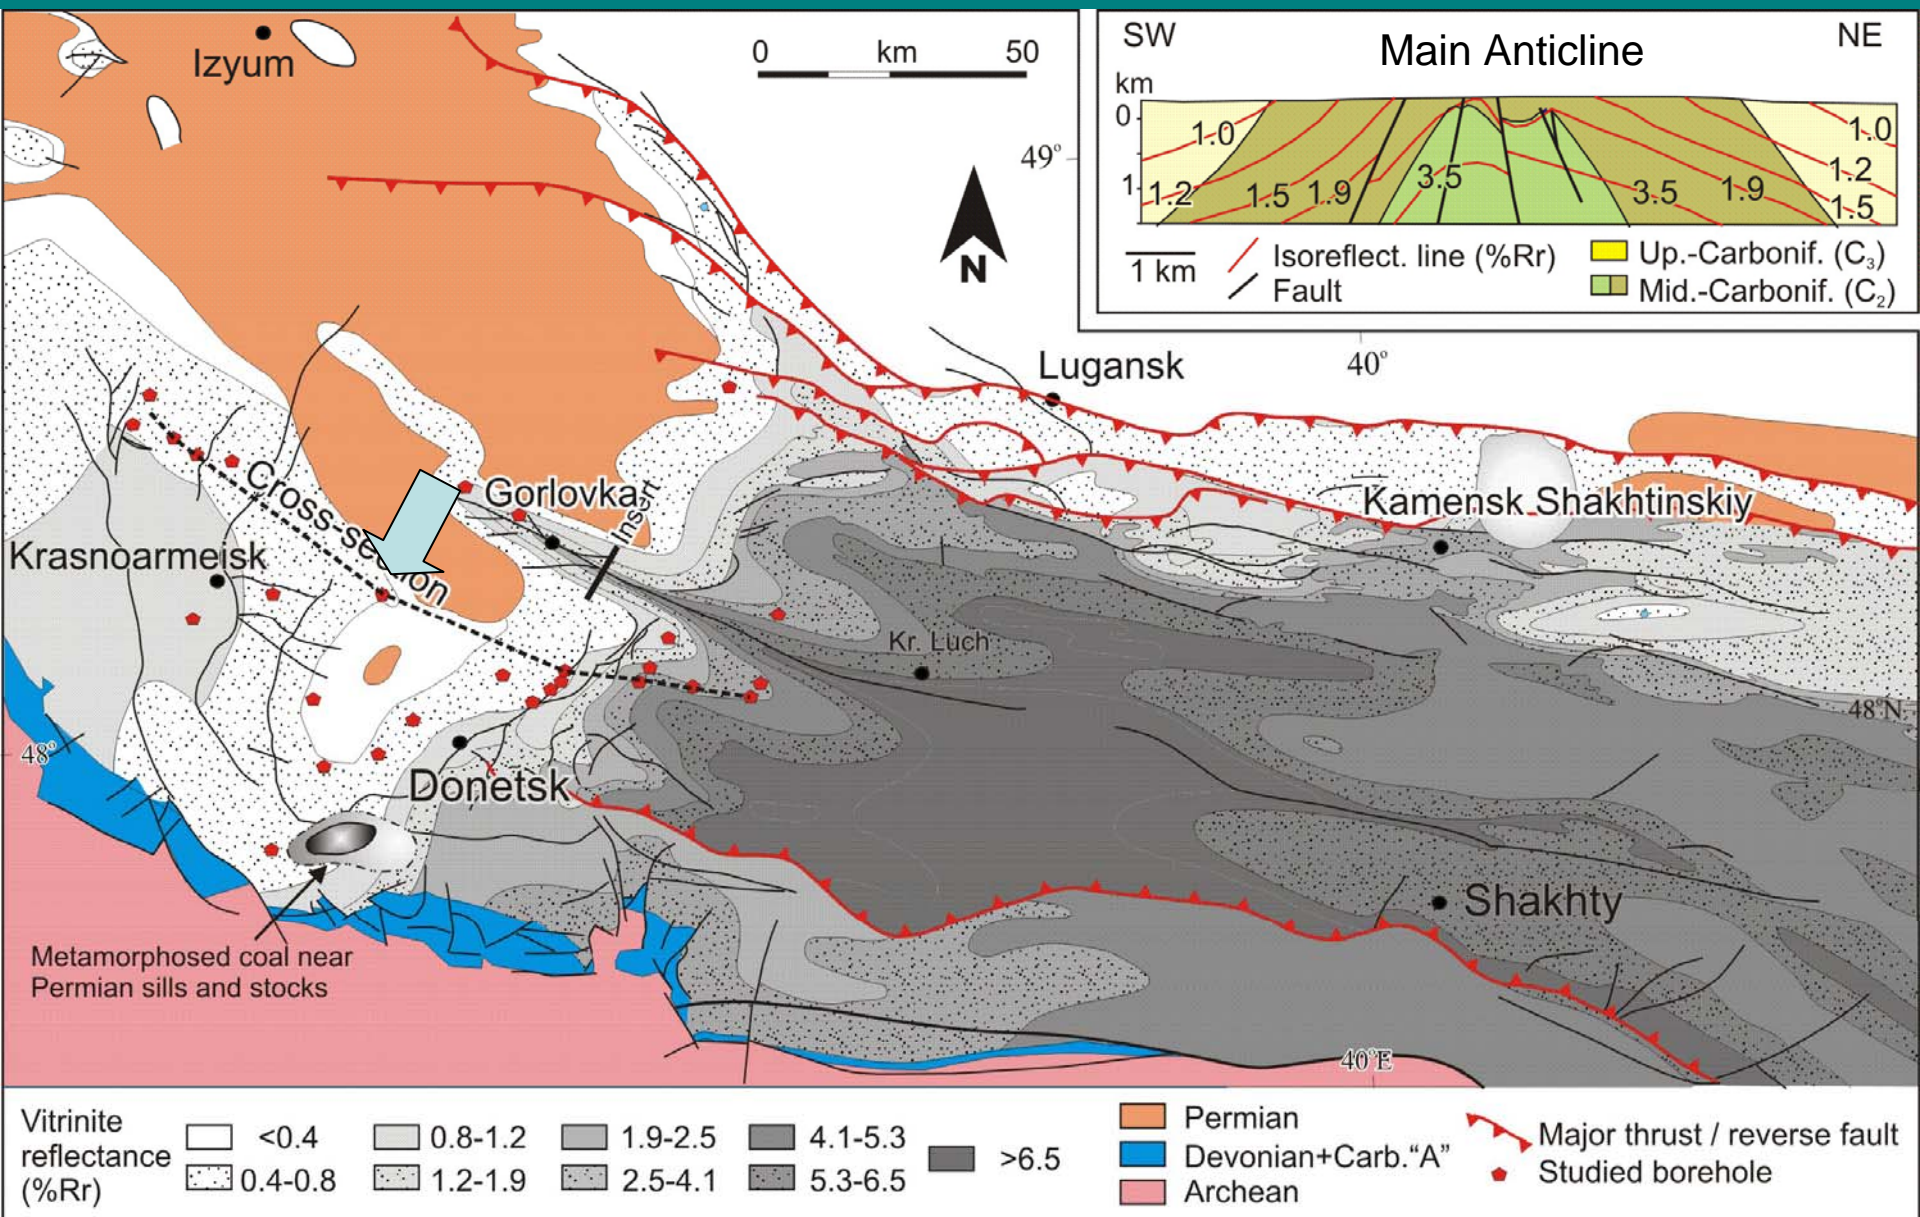 Izyum
0 km 50
49°
N
Lugansk
40°
Gorlovka
Insert
Cross-section
Krasnoarmeisk
Kamensk Shakhtinskiy
Kr. Luch
48°N
48°
Donetsk
Shakhty
Metamorphosed coal near
Permian sills and stocks
40°E
SW
Main Anticline
NE
km
0
1
1.0
1.2
1.5
1.9
3.5
3.5
1.9
1.0
1.2
1.5
1 km
Isoreflect. line (%Rr)
Fault
Up.-Carbonif. (C₃)
Mid.-Carbonif. (C₂)
Vitrinite
reflectance
(%Rr)
<0.4
0.8-1.2
1.9-2.5
4.1-5.3
>6.5
0.4-0.8
1.2-1.9
2.5-4.1
5.3-6.5
Permian
Devonian+Carb."A"
Archean
Major thrust / reverse fault
Studied borehole